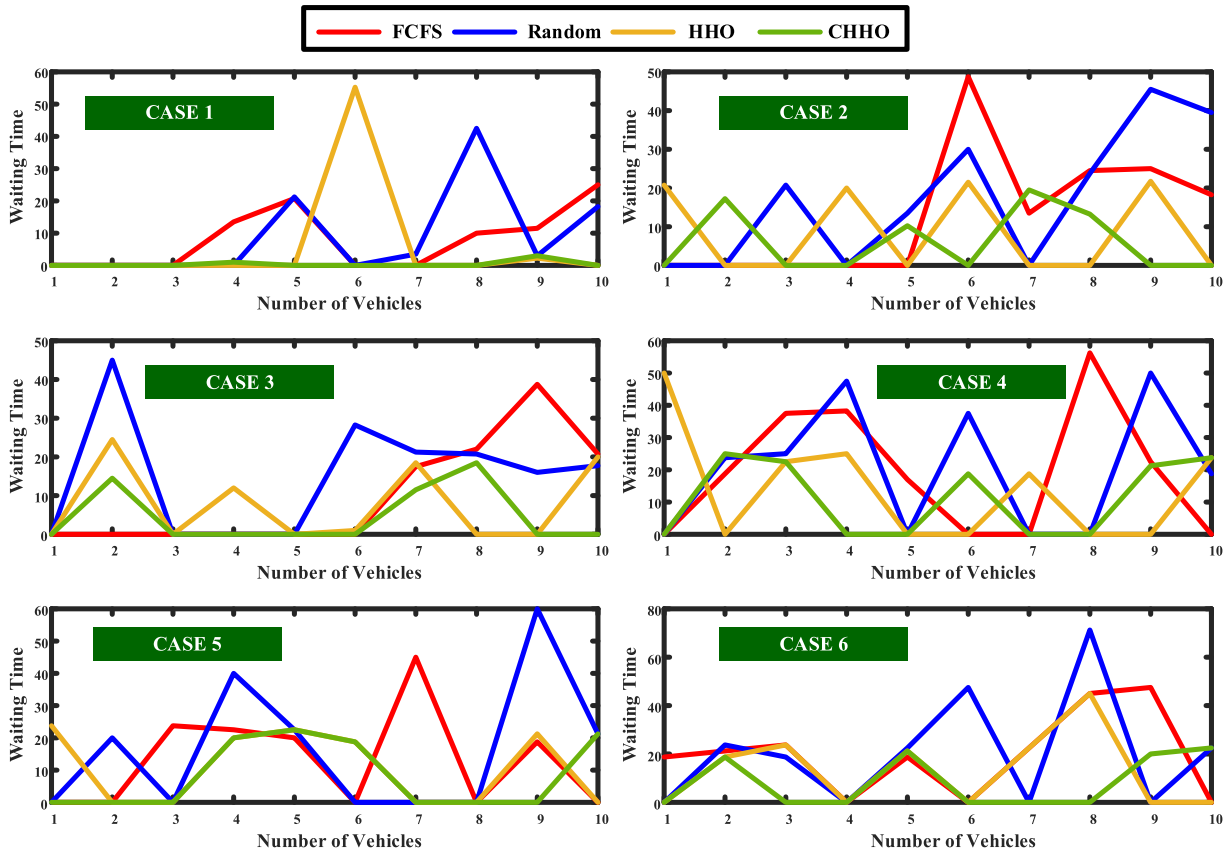 FCFS Random HHO CHHO
60
50
40
30
20
10
0
Waiting Time
CASE 1
1 2 3 4 5 6 7 8 9 10
Number of Vehicles
50
40
30
20
10
0
Waiting Time
CASE 2
1 2 3 4 5 6 7 8 9 10
Number of Vehicles
50
40
30
20
10
0
Waiting Time
CASE 3
1 2 3 4 5 6 7 8 9 10
Number of Vehicles
60
50
40
30
20
10
0
Waiting Time
CASE 4
1 2 3 4 5 6 7 8 9 10
Number of Vehicles
60
50
40
30
20
10
0
Waiting Time
CASE 5
1 2 3 4 5 6 7 8 9 10
Number of Vehicles
80
60
40
20
0
Waiting Time
CASE 6
1 2 3 4 5 6 7 8 9 10
Number of Vehicles